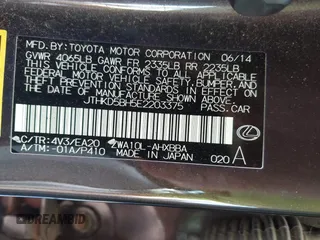 MFD.BY:TOYOTA MOTOR CORPORATION 06/14
GVWR 4065LB GAWR FR 2335LB RR 2235LB
THIS VEHICLE CONFORMS TO ALL APPLICABLE
FEDERAL MOTOR VEHICLE SAFETY, BUMPER, AND
THEFT PREVENTION STANDARDS IN EFFECT ON
THE DATE OF MANUFACTURE SHOWN ABOVE.
JTHKD5BH5E2203375 PASS.CAR
C/TR:4V3/EA20 ZWA10L-AHXBBA
A/TM:-01A/P410 MADE IN JAPAN 020 A
DREAMBID